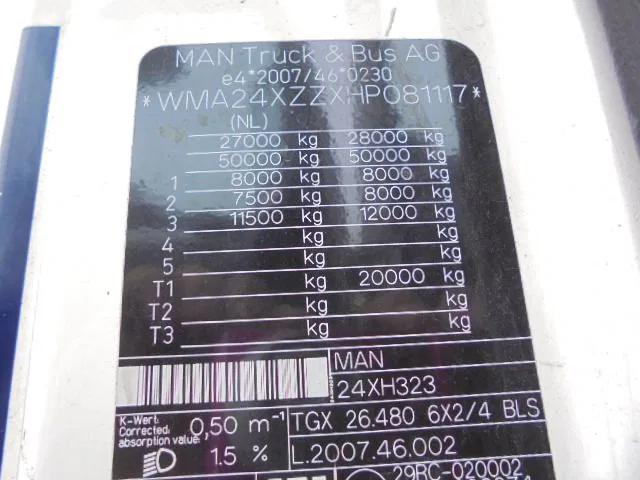 MAN Truck & Bus AG
e4*2007/46*0230
*WMA24XZZXHP081117*
(NL)
27000 kg 28000 kg
50000 kg 50000 kg
1 8000 kg 8000 kg
2 7500 kg 8000 kg
3 11500 kg 12000 kg
4 kg kg
5 kg kg
T1 kg 20000 kg
T2 kg kg
T3 kg kg
MAN
24XH323
K-Wert: 0,50 m-1
Corrected
absorption value:
TGX 26.480 6X2/4 BLS
1.5 %
L.2007.46.002
29RC-020002